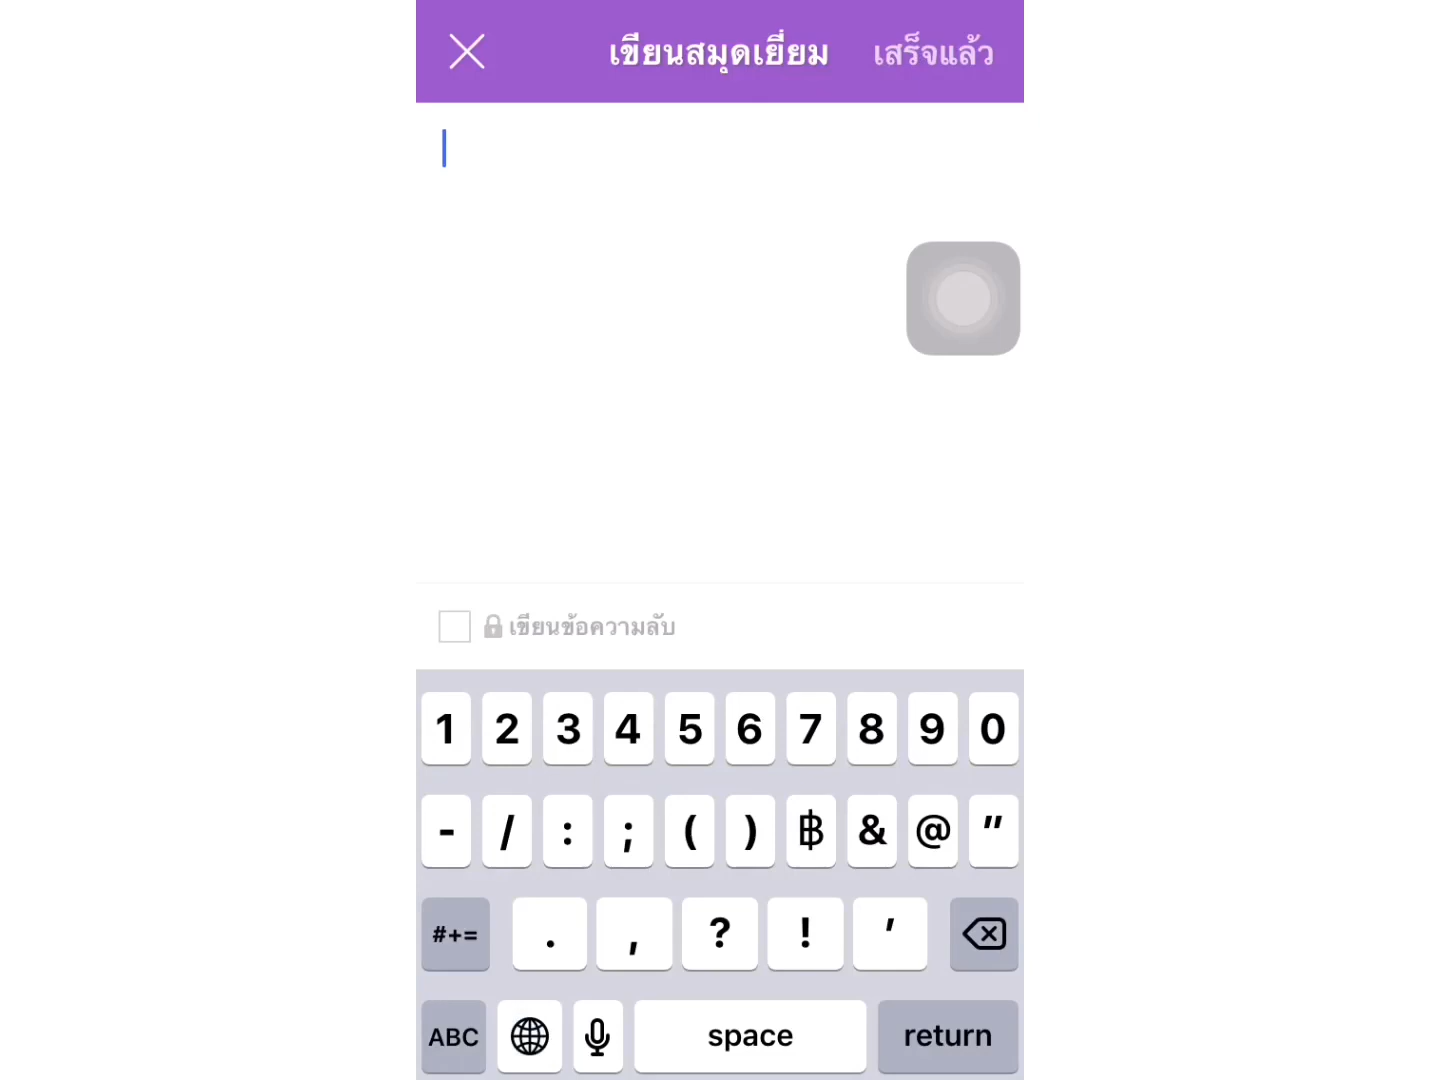 เขียนสมุดเยี่ยม เสร็จแล้ว
เขียนข้อความลับ
1 2 3 4 5 6 7 8 9 0
- / : ; ( ) ฿ & @ "
#+= . , ? ! '
ABC space return